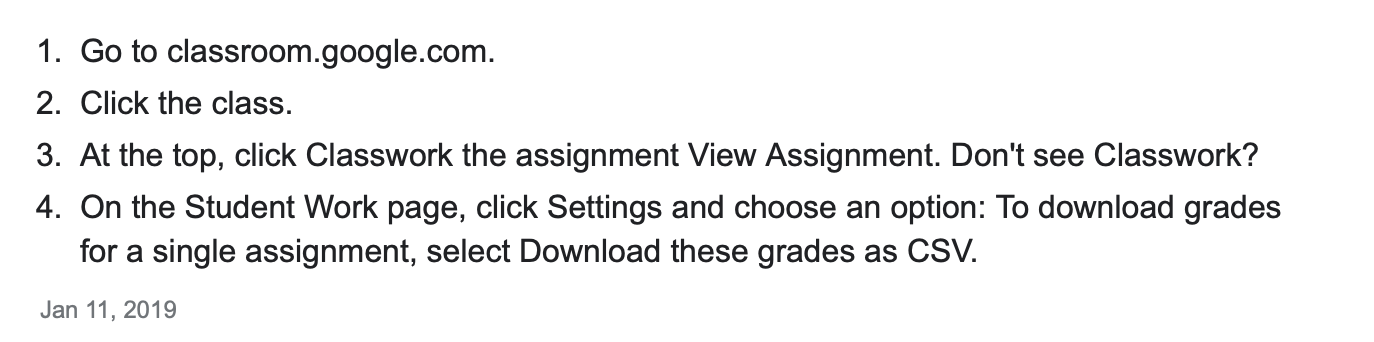 1. Go to classroom.google.com.
2. Click the class.
3. At the top, click Classwork the assignment View Assignment. Don't see Classwork?
4. On the Student Work page, click Settings and choose an option: To download grades
for a single assignment, select Download these grades as CSV.
Jan 11, 2019